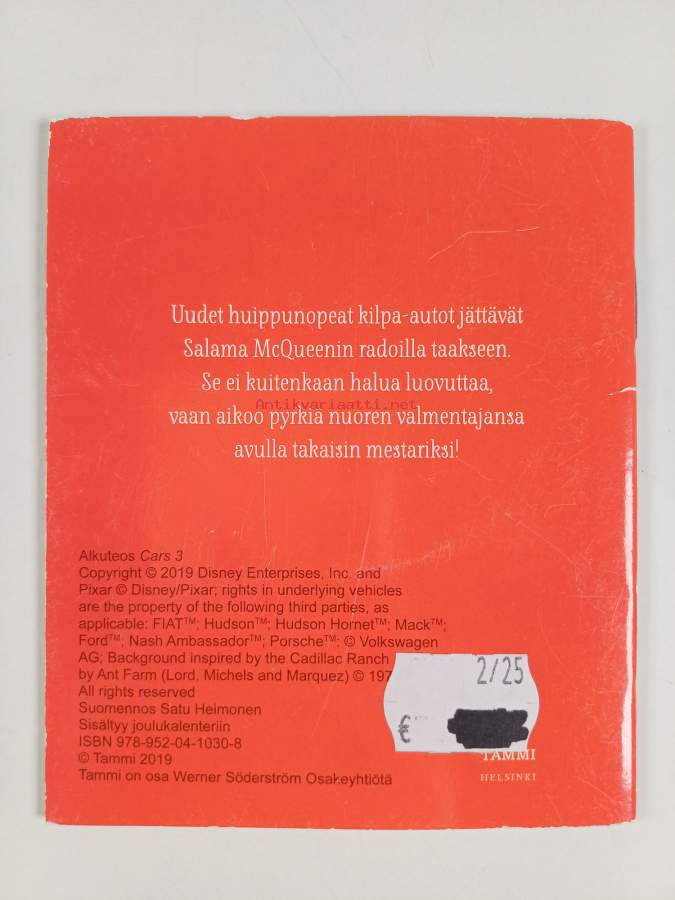 Uudet huippunopeat kilpa-autot jättävät
Salama McQueenin radoilla taakseen.
Se ei kuitenkaan halua luovuttaa,
Antikvariaatti.net
vaan aikoo pyrkiä nuoren valmentajansa
avulla takaisin mestariksi!
Alkuteos Cars 3
Copyright © 2019 Disney Enterprises, Inc. and
Pixar © Disney/Pixar; rights in underlying vehicles
are the property of the following third parties, as
applicable: FIAT™; Hudson™; Hudson Hornet™; Mack™;
Ford™; Nash Ambassador™; Porsche™; © Volkswagen
AG; Background inspired by the Cadillac Ranch
by Ant Farm (Lord, Michels and Marquez) © 197
All rights reserved
Suomennos Satu Heimonen
Sisältyy joulukalenteriin
ISBN 978-952-04-1030-8
© Tammi 2019
Tammi on osa Werner Söderström Osakeyhtiötä
2/25
€
TAMMI
HELSINKI